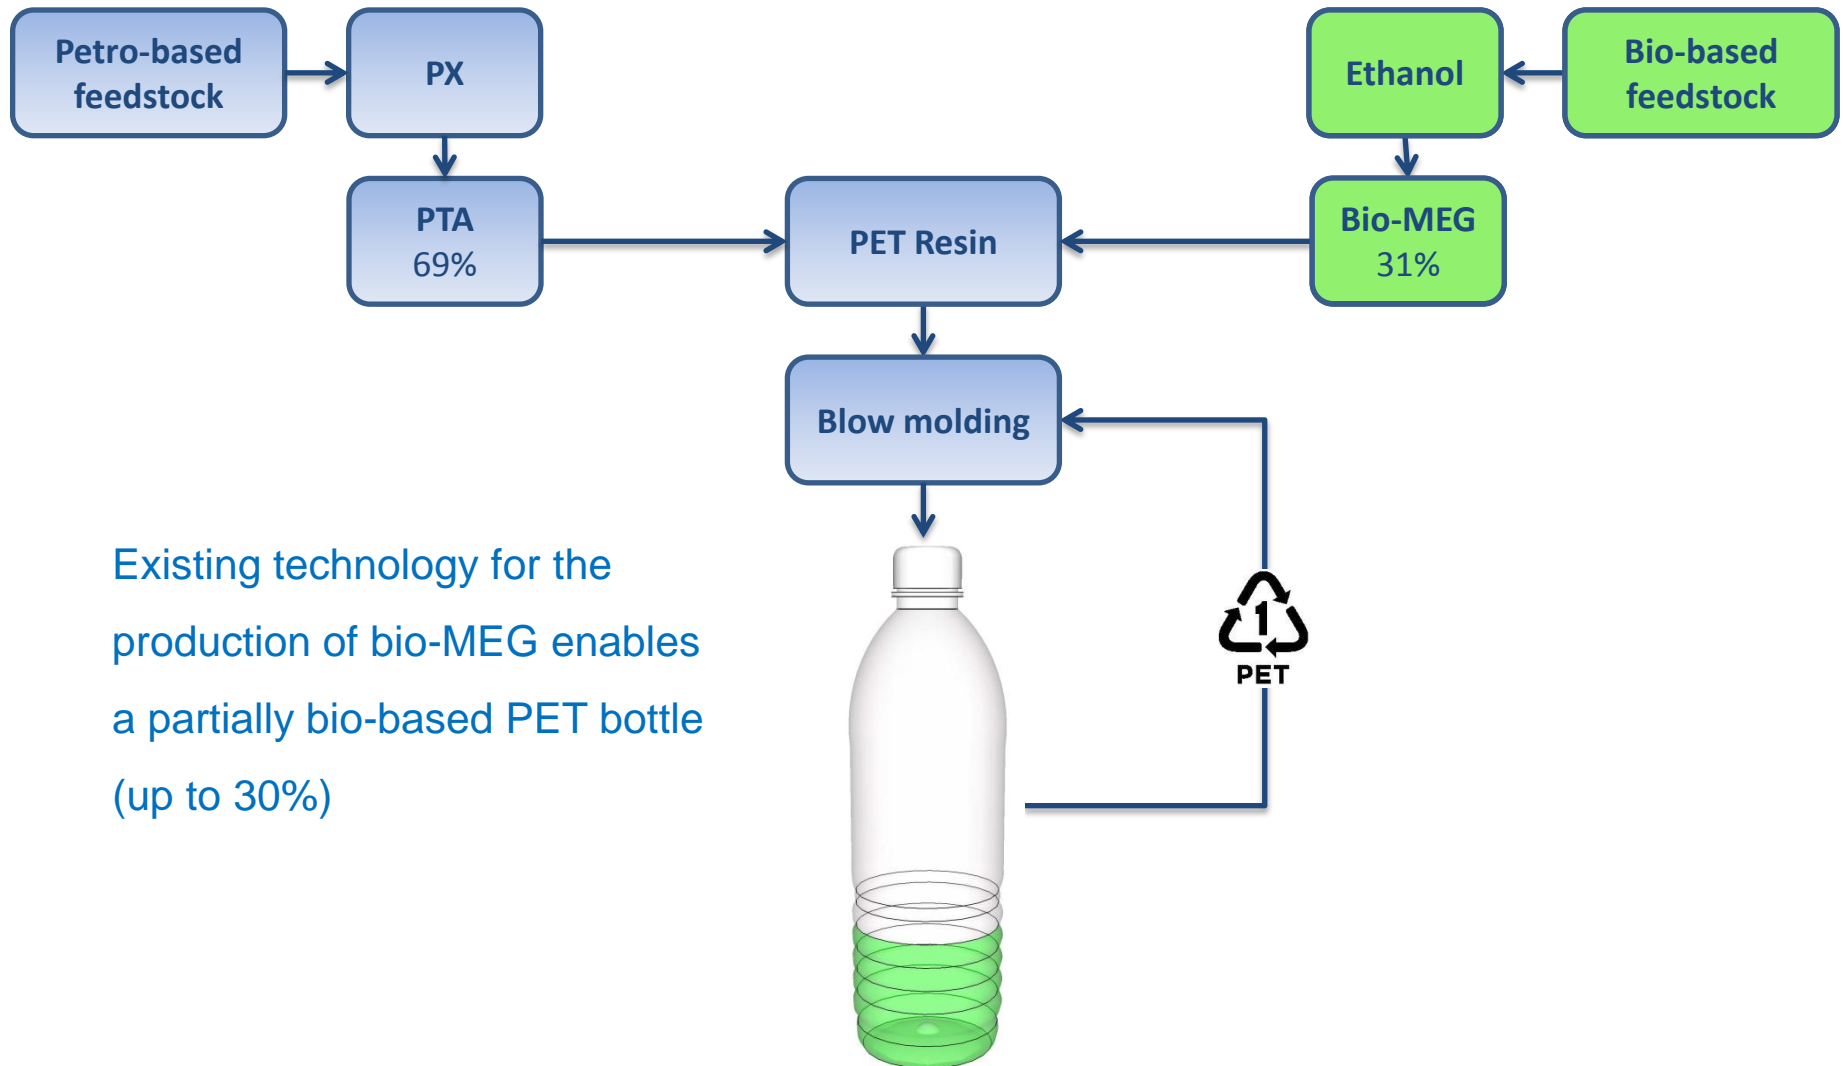 Petro-based
feedstock
PX
Ethanol
Bio-based
feedstock
PTA
69%
PET Resin
Bio-MEG
31%
Blow molding
Existing technology for the
production of bio-MEG enables
a partially bio-based PET bottle
(up to 30%)
1
PET